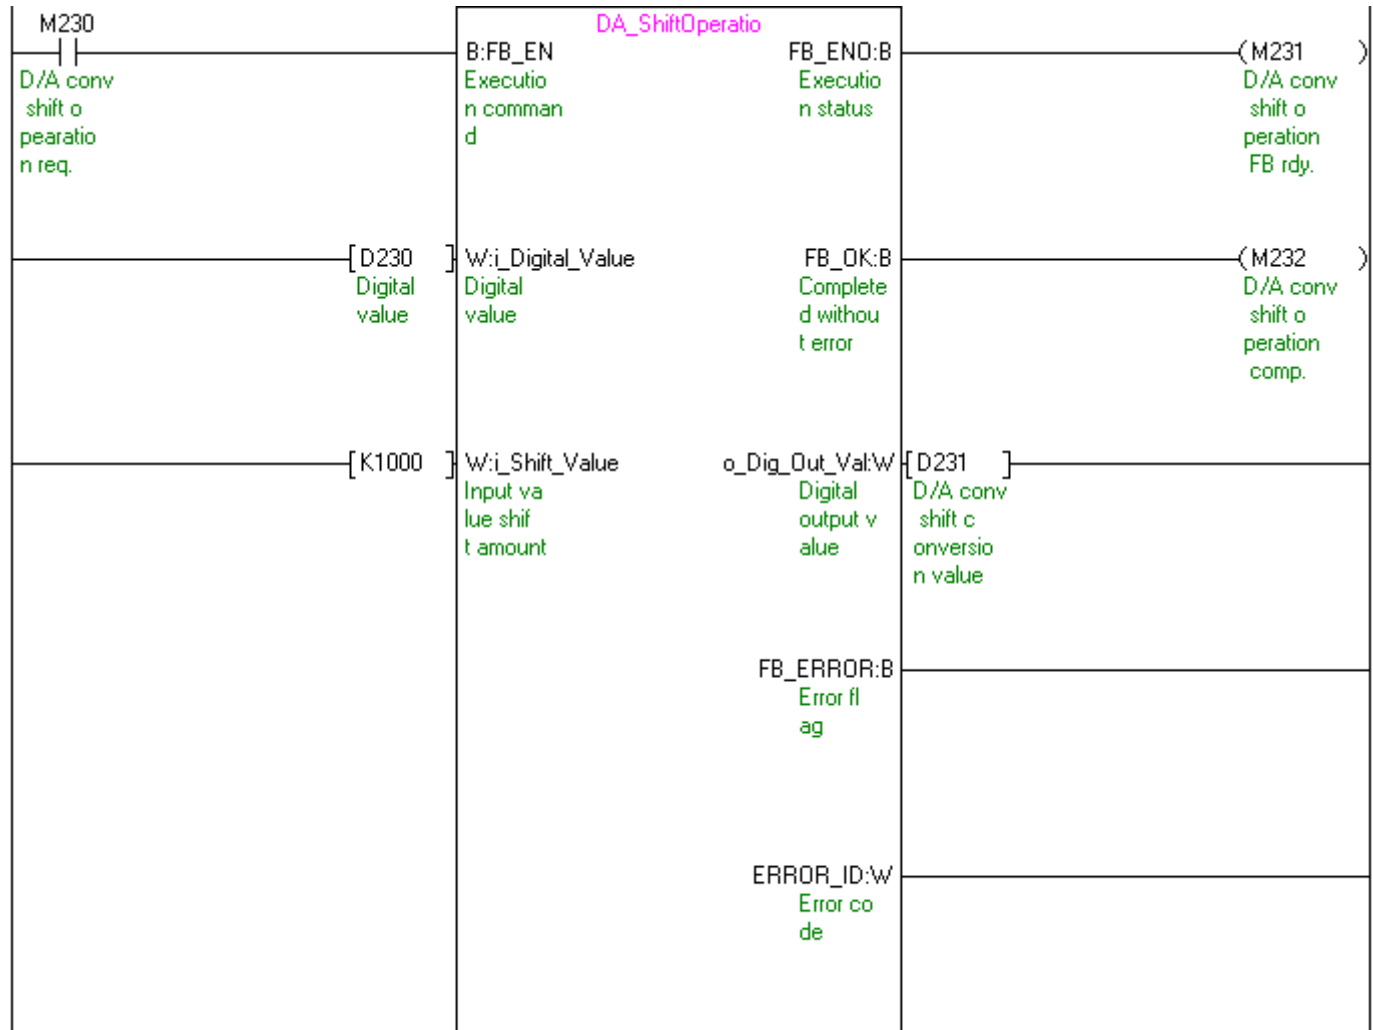 M230
D/A conv
shift o
pearatio
n req.
DA_ShiftOperatio
B:FB_EN
Executio
n comman
d
FB_ENO:B
Executio
n status
(M231 )
D/A conv
shift o
peration
FB rdy.
[D230 ]
Digital
value
W:i_Digital_Value
Digital
value
FB_OK:B
Complete
d withou
t error
(M232 )
D/A conv
shift o
peration
comp.
[K1000 ]
W:i_Shift_Value
Input va
lue shif
t amount
o_Dig_Out_Val:W
Digital
output v
alue
[D231 ]
D/A conv
shift c
onversio
n value
FB_ERROR:B
Error fl
ag
ERROR_ID:W
Error co
de